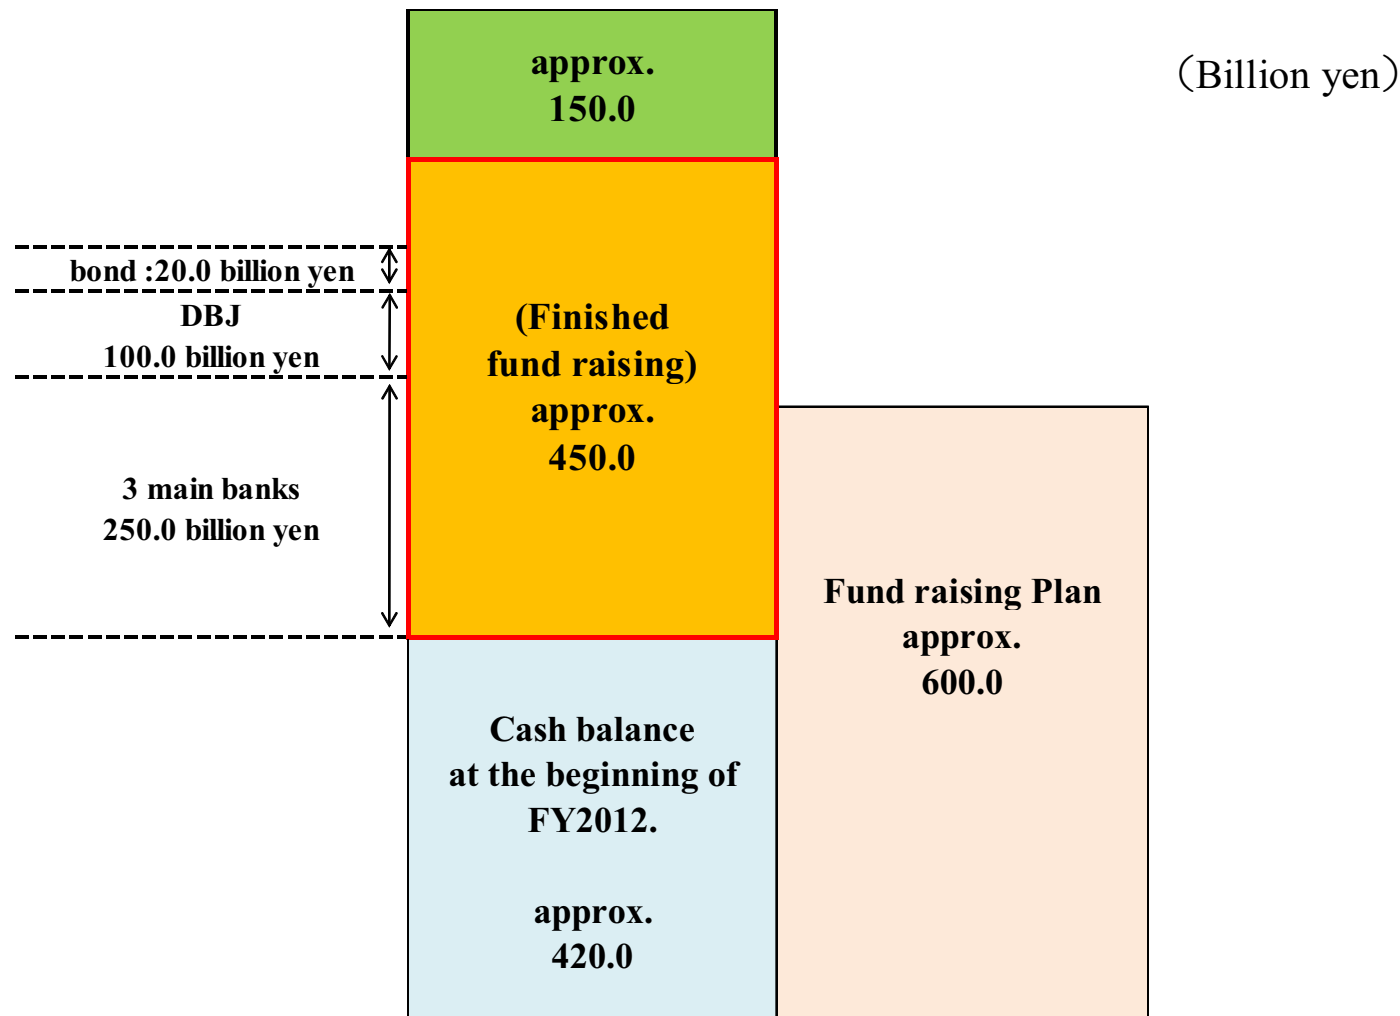 approx.
150.0
（Billion yen）
bond :20.0 billion yen
DBJ
100.0 billion yen
3 main banks
250.0 billion yen
(Finished
fund raising)
approx.
450.0
Fund raising Plan
approx.
600.0
Cash balance
at the beginning of
FY2012.
approx.
420.0